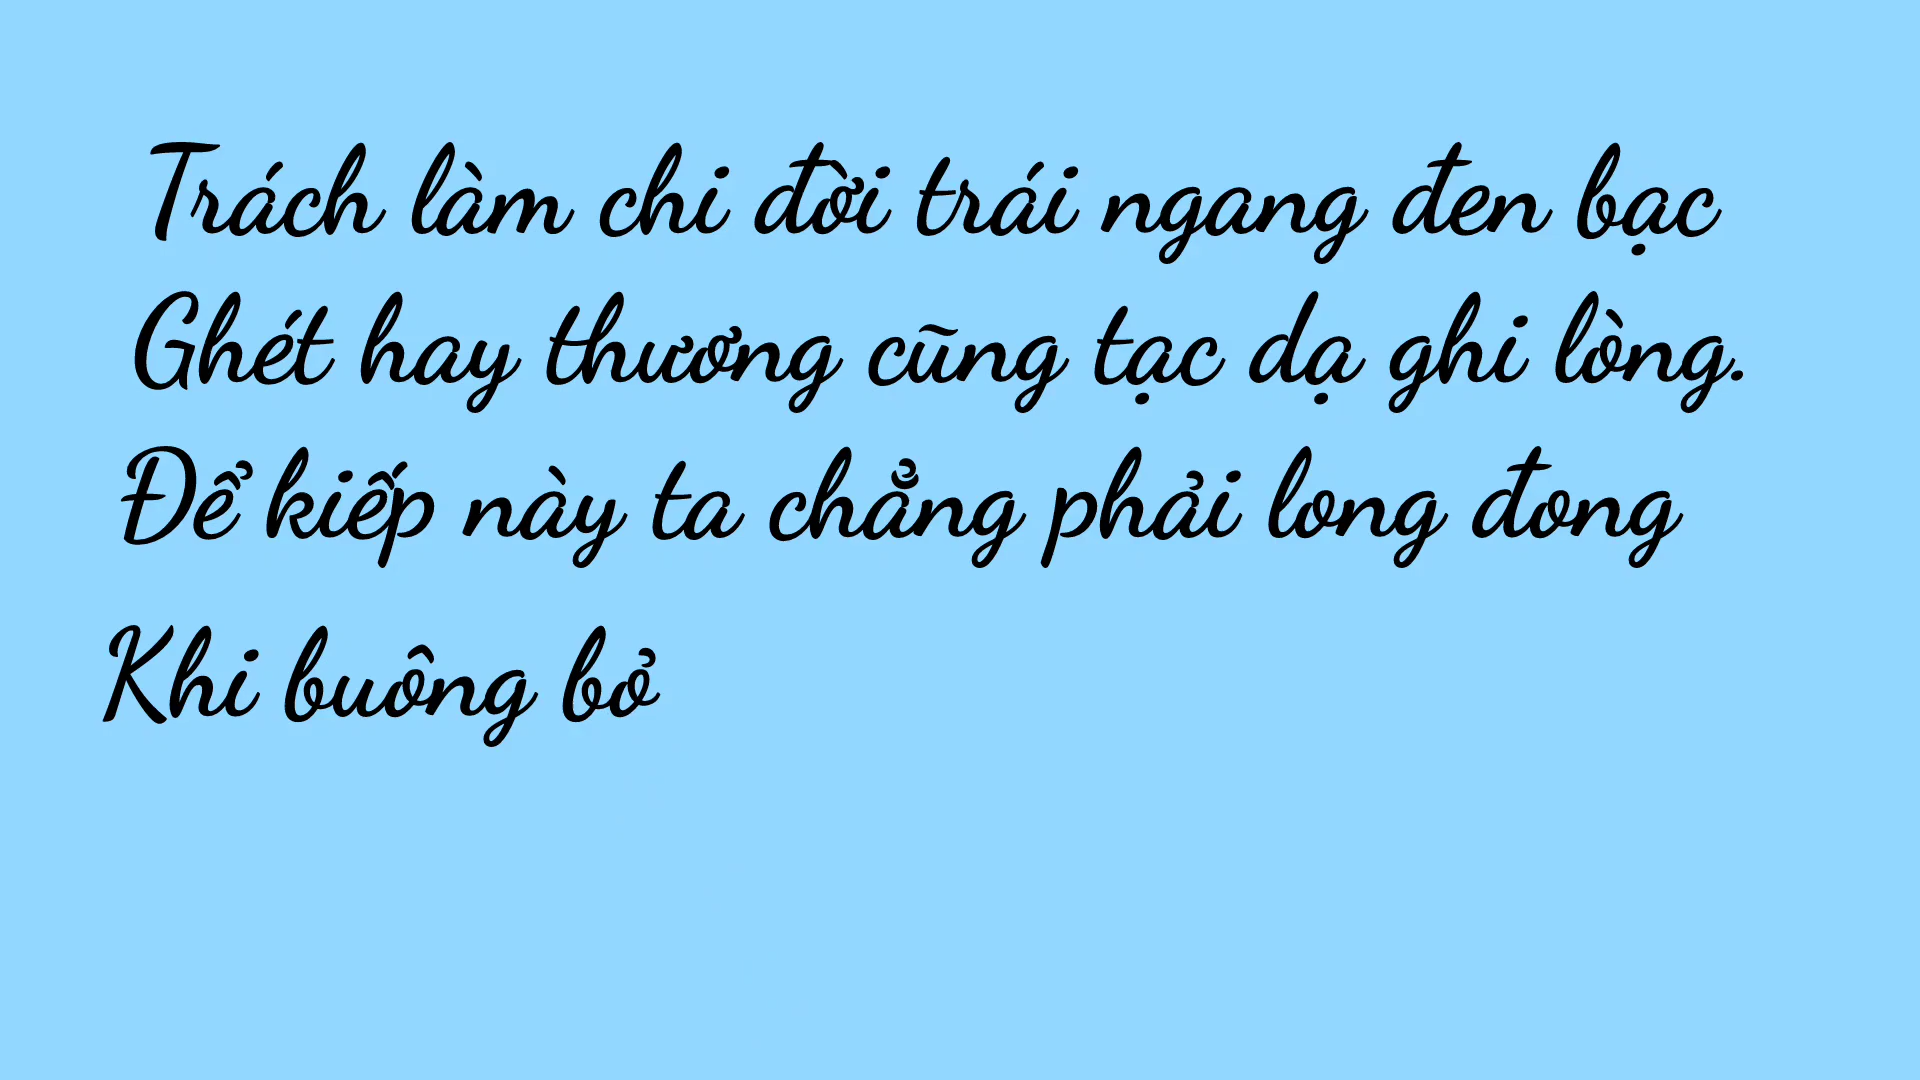 Trách làm chi đời trái ngang đen bạc
Ghét hay thương cũng tạc dạ ghi lòng.
Để kiếp này ta chẳng phải long đong
Khi buông bỏ